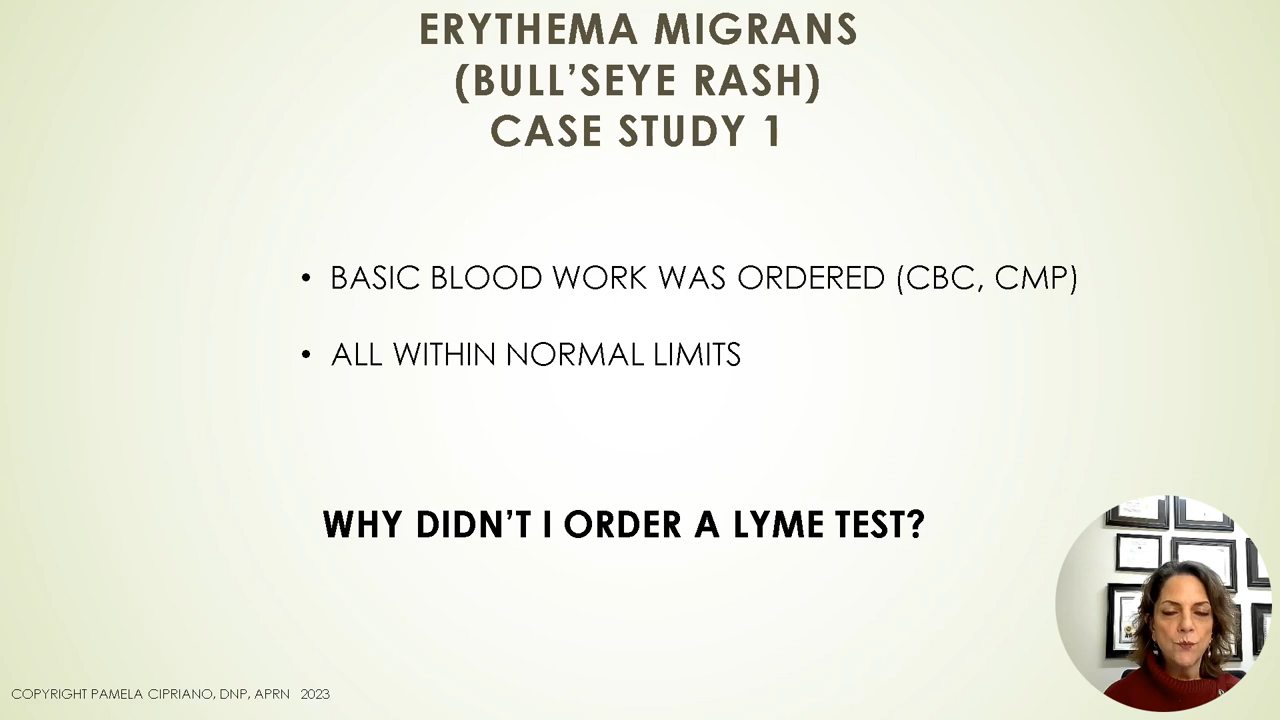 ERYTHEMA MIGRANS
(BULL'SEYE RASH)
CASE STUDY 1
• BASIC BLOOD WORK WAS ORDERED (CBC, CMP)
• ALL WITHIN NORMAL LIMITS
WHY DIDN'T I ORDER A LYME TEST?
COPYRIGHT PAMELA CIPRIANO, DNP, APRN 2023